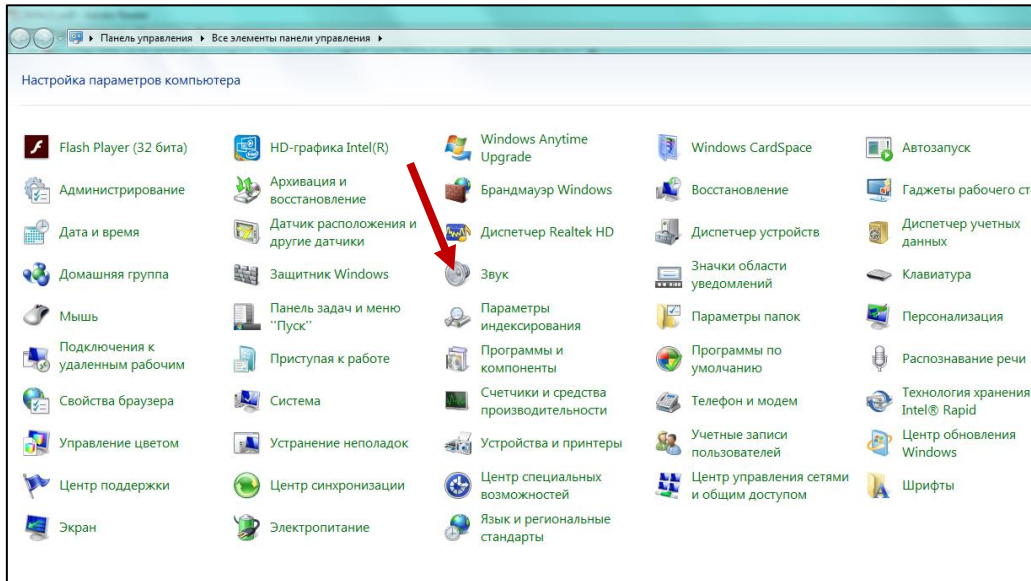 Панель управления ▸ Все элементы панели управления ▸
Настройка параметров компьютера
Flash Player (32 бита)
HD-графика Intel(R)
Windows Anytime
Upgrade
Windows CardSpace
Автозапуск
Администрирование
Архивация и
восстановление
Брандмауэр Windows
Восстановление
Гаджеты рабочего ст
Дата и время
Датчик расположения и
другие датчики
Диспетчер Realtek HD
Диспетчер устройств
Диспетчер учетных
данных
Домашняя группа
Защитник Windows
Звук
Значки области
уведомлений
Клавиатура
Мышь
Панель задач и меню
''Пуск''
Параметры
индексирования
Параметры папок
Персонализация
Подключения к
удаленным рабочим
Приступая к работе
Программы и
компоненты
Программы по
умолчанию
Распознавание речи
Свойства браузера
Система
Счетчики и средства
производительности
Телефон и модем
Технология хранения
Intel® Rapid
Управление цветом
Устранение неполадок
Устройства и принтеры
Учетные записи
пользователей
Центр обновления
Windows
Центр поддержки
Центр синхронизации
Центр специальных
возможностей
Центр управления сетями
и общим доступом
Шрифты
Экран
Электропитание
Язык и региональные
стандарты